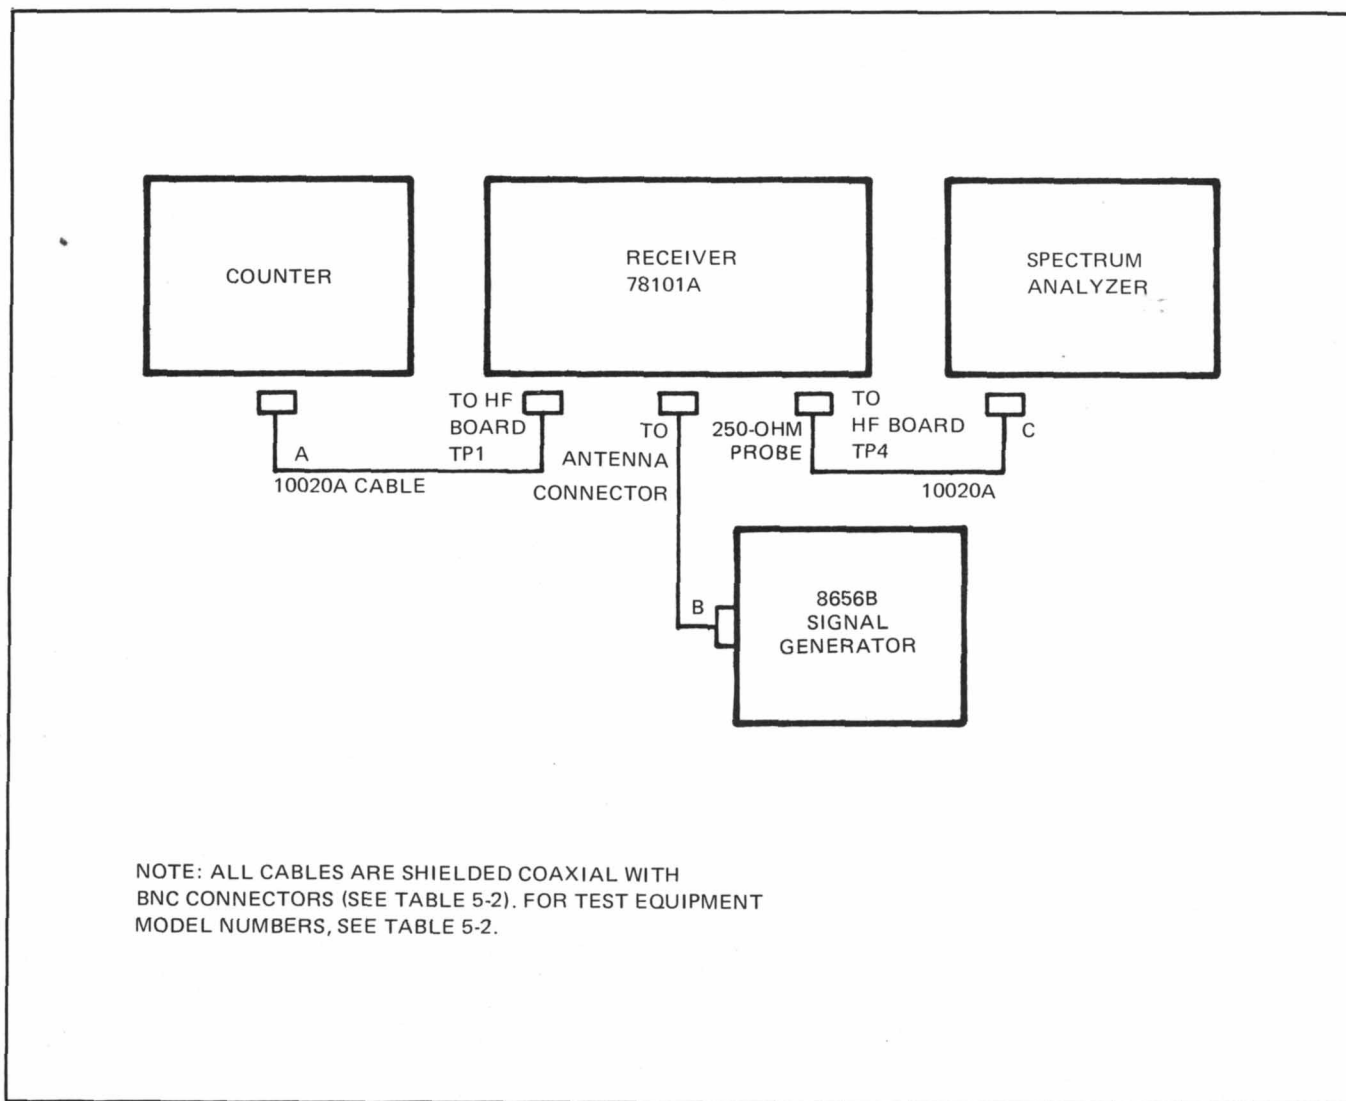 COUNTER
RECEIVER
78101A
SPECTRUM
ANALYZER
A
10020A CABLE
TO HF
BOARD
TP1
TO
ANTENNA
CONNECTOR
250-OHM
PROBE
TO
HF BOARD
TP4
10020A
C
B
8656B
SIGNAL
GENERATOR
NOTE: ALL CABLES ARE SHIELDED COAXIAL WITH
BNC CONNECTORS (SEE TABLE 5-2). FOR TEST EQUIPMENT
MODEL NUMBERS, SEE TABLE 5-2.